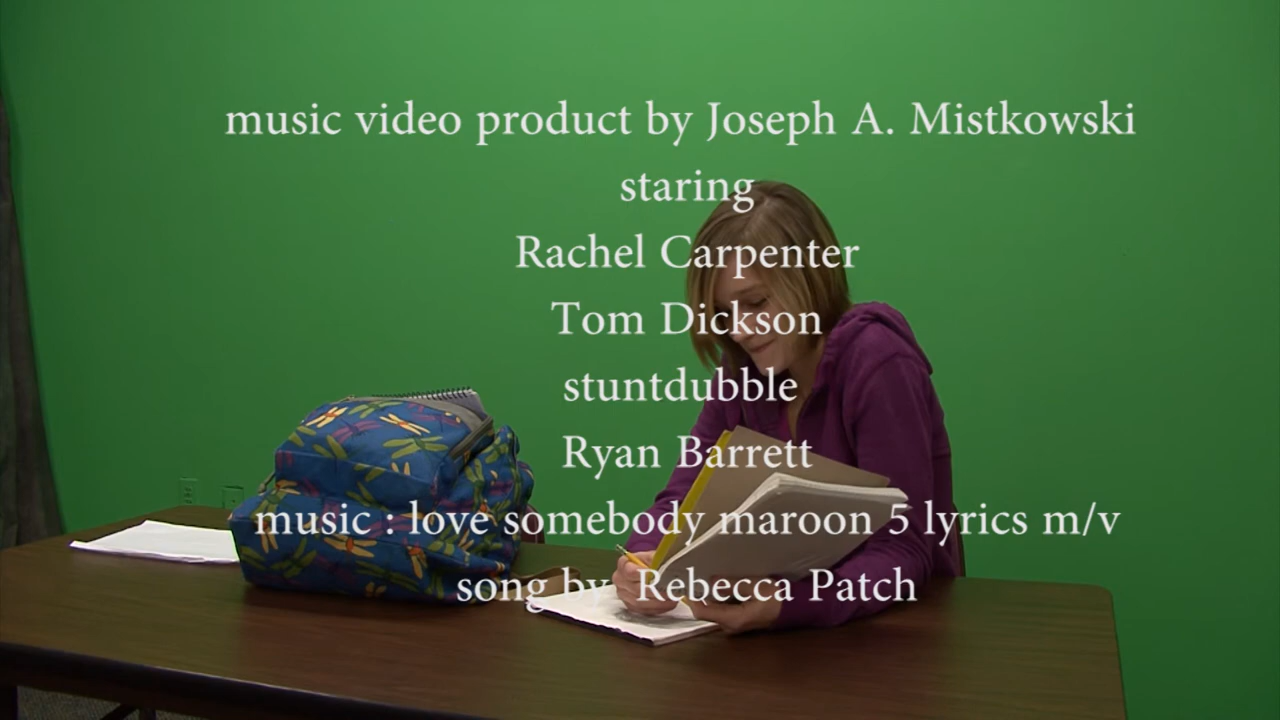 music video product by Joseph A. Mistkowski
staring
Rachel Carpenter
Tom Dickson
stuntdubble
Ryan Barrett
music : love somebody maroon 5 lyrics m/v
song by Rebecca Patch